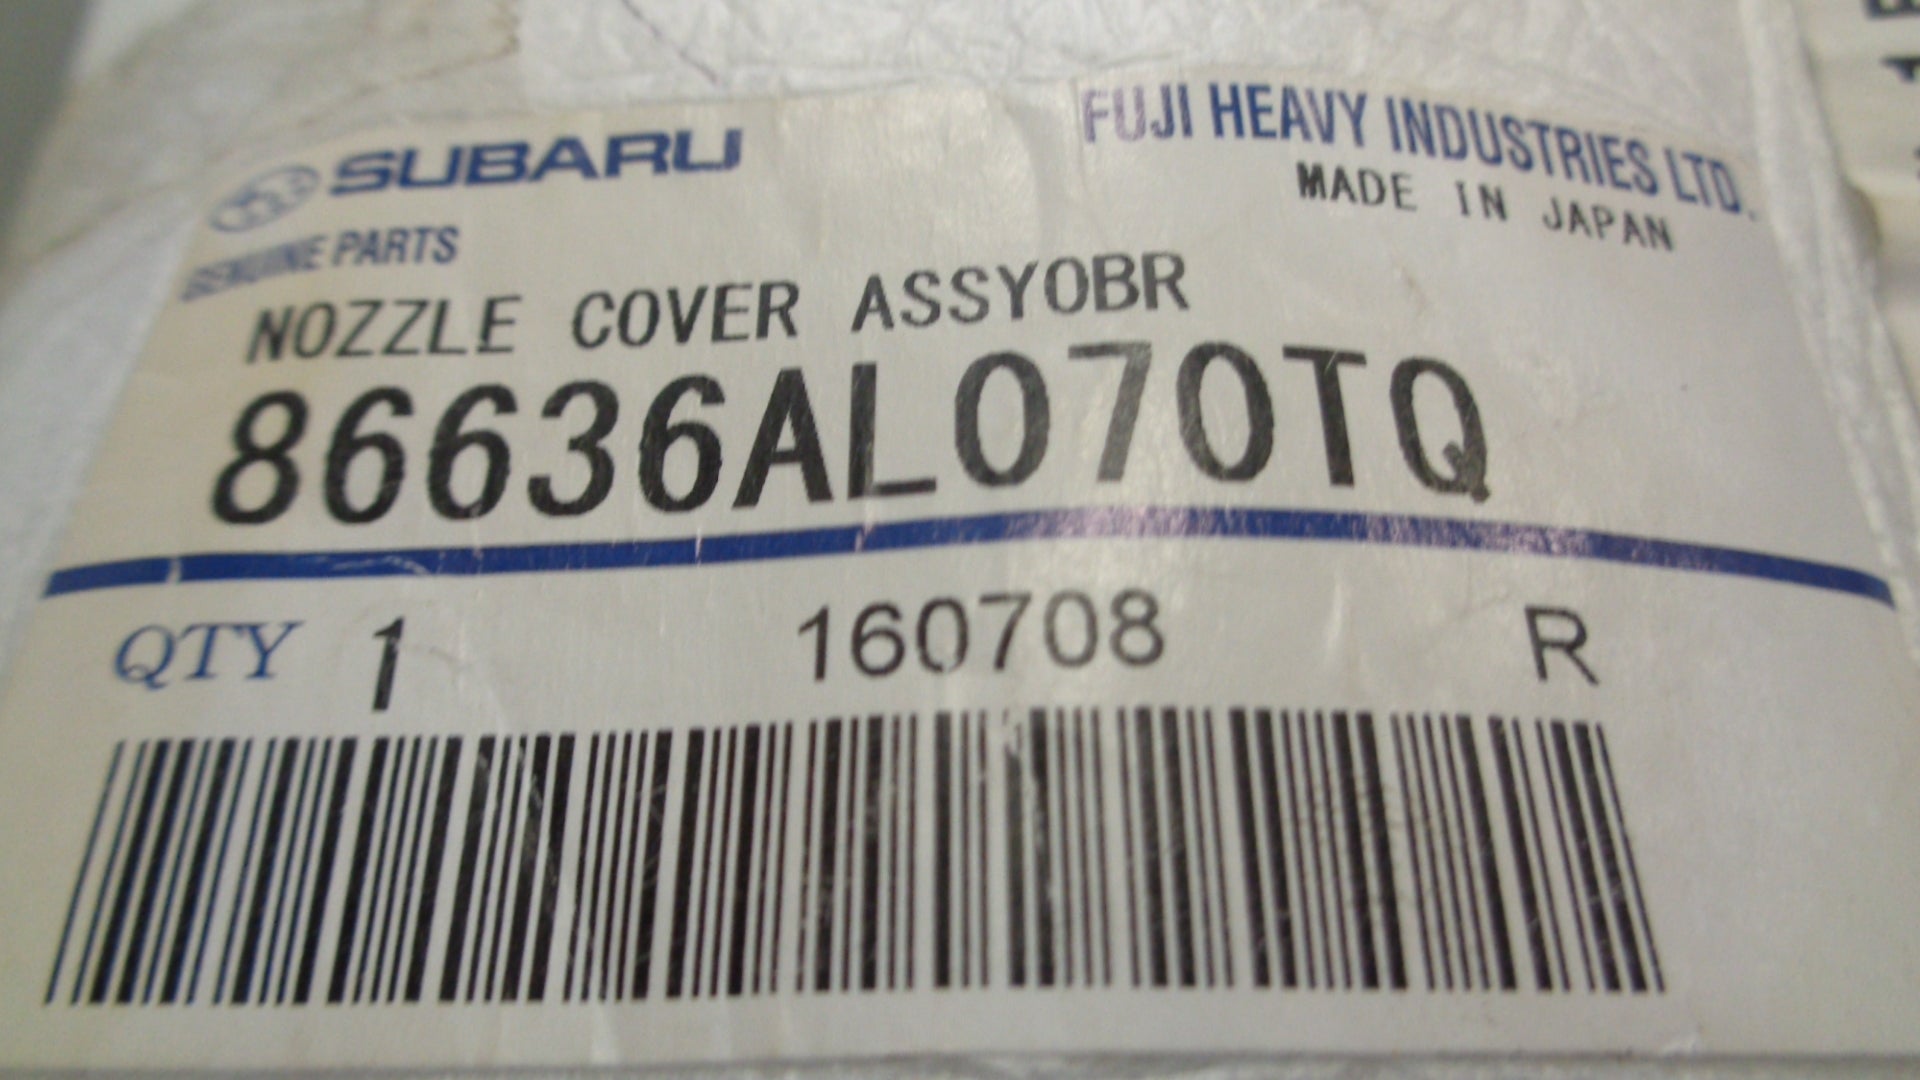 SUBARU
FUJI HEAVY INDUSTRIES LTD.
MADE IN JAPAN
GENUINE PARTS
NOZZLE COVER ASSYOBR
86636AL070TQ
QTY 1 160708 R